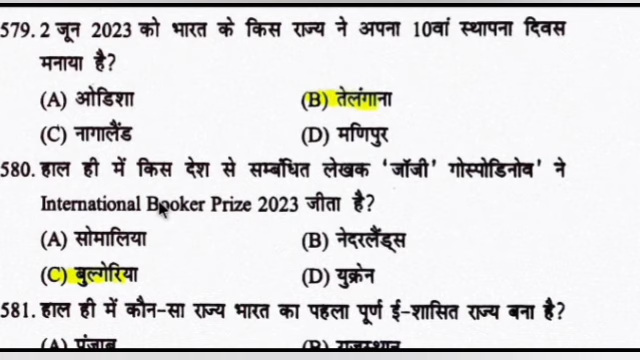 579. 2 जून 2023 को भारत के किस राज्य ने अपना 10वां स्थापना दिवस
मनाया है?
(A) ओडिशा (B) तेलंगाना
(C) नागालैंड (D) मणिपुर
580. हाल ही में किस देश से सम्बंधित लेखक ‘जॉजी’ गोस्पोडिनोव’ ने
International Booker Prize 2023 जीता है?
(A) सोमालिया (B) नेदरलैंड्स
(C) बुल्गेरिया (D) युक्रेन
581. हाल ही में कौन-सा राज्य भारत का पहला पूर्ण ई-शासित राज्य बना है?
(A) पंजाब (B) राजस्थान